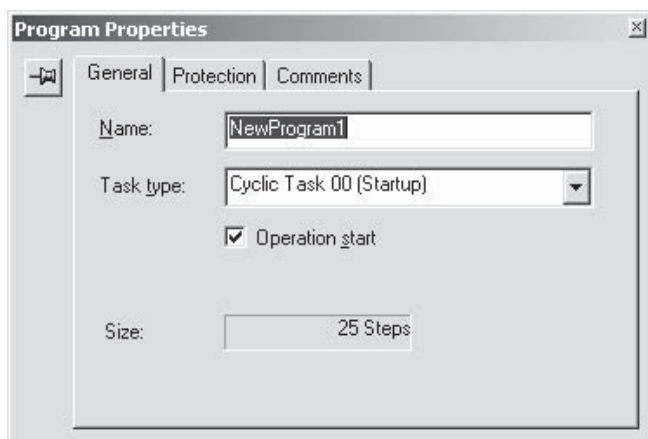 Program Properties
General Protection Comments
Name: NewProgram1
Task type: Cyclic Task 00 (Startup)
Operation start
Size: 25 Steps